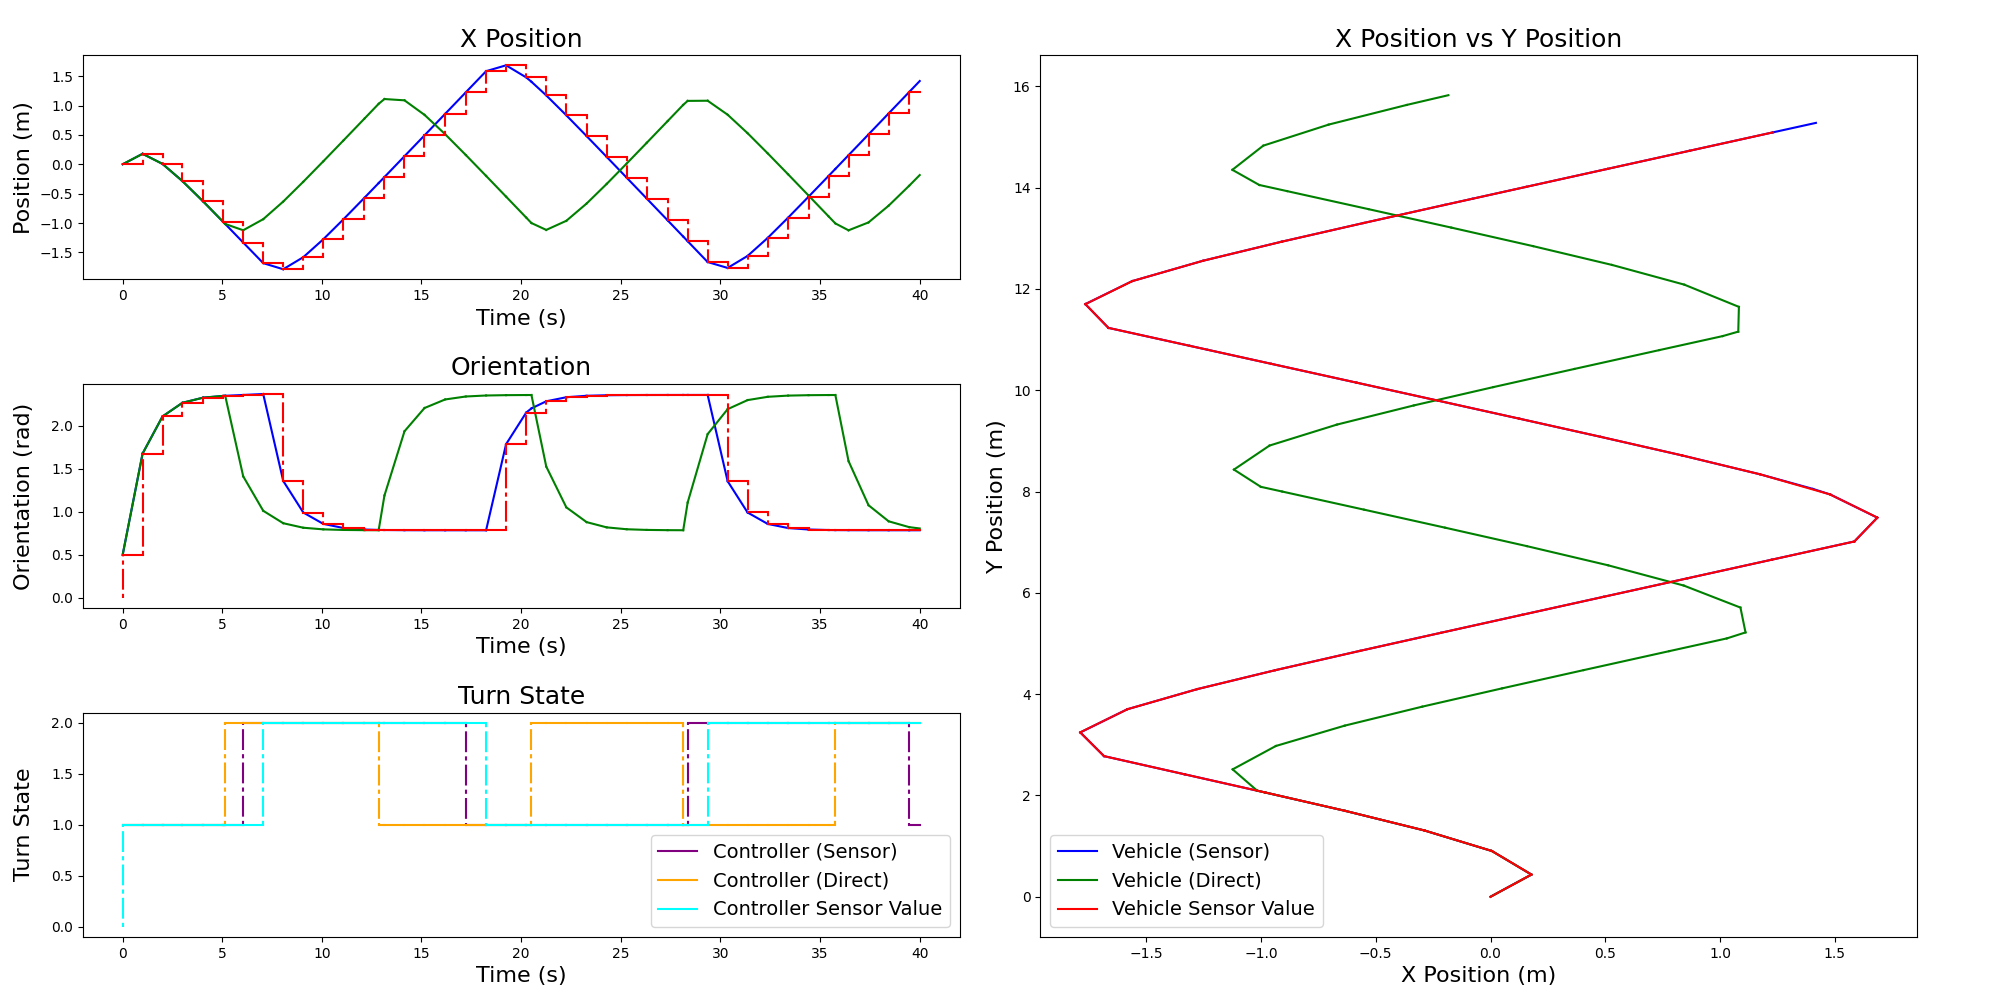 X Position
Position (m)
1.5
1.0
0.5
0.0
−0.5
−1.0
−1.5
0 5 10 15 20 25 30 35 40
Time (s)
Orientation
Orientation (rad)
2.0
1.5
1.0
0.5
0.0
0 5 10 15 20 25 30 35 40
Time (s)
Turn State
Turn State
2.0
1.5
1.0
0.5
0.0
Controller (Sensor)
Controller (Direct)
Controller Sensor Value
0 5 10 15 20 25 30 35 40
Time (s)
X Position vs Y Position
Y Position (m)
16
14
12
10
8
6
4
2
0
Vehicle (Sensor)
Vehicle (Direct)
Vehicle Sensor Value
−1.5 −1.0 −0.5 0.0 0.5 1.0 1.5
X Position (m)